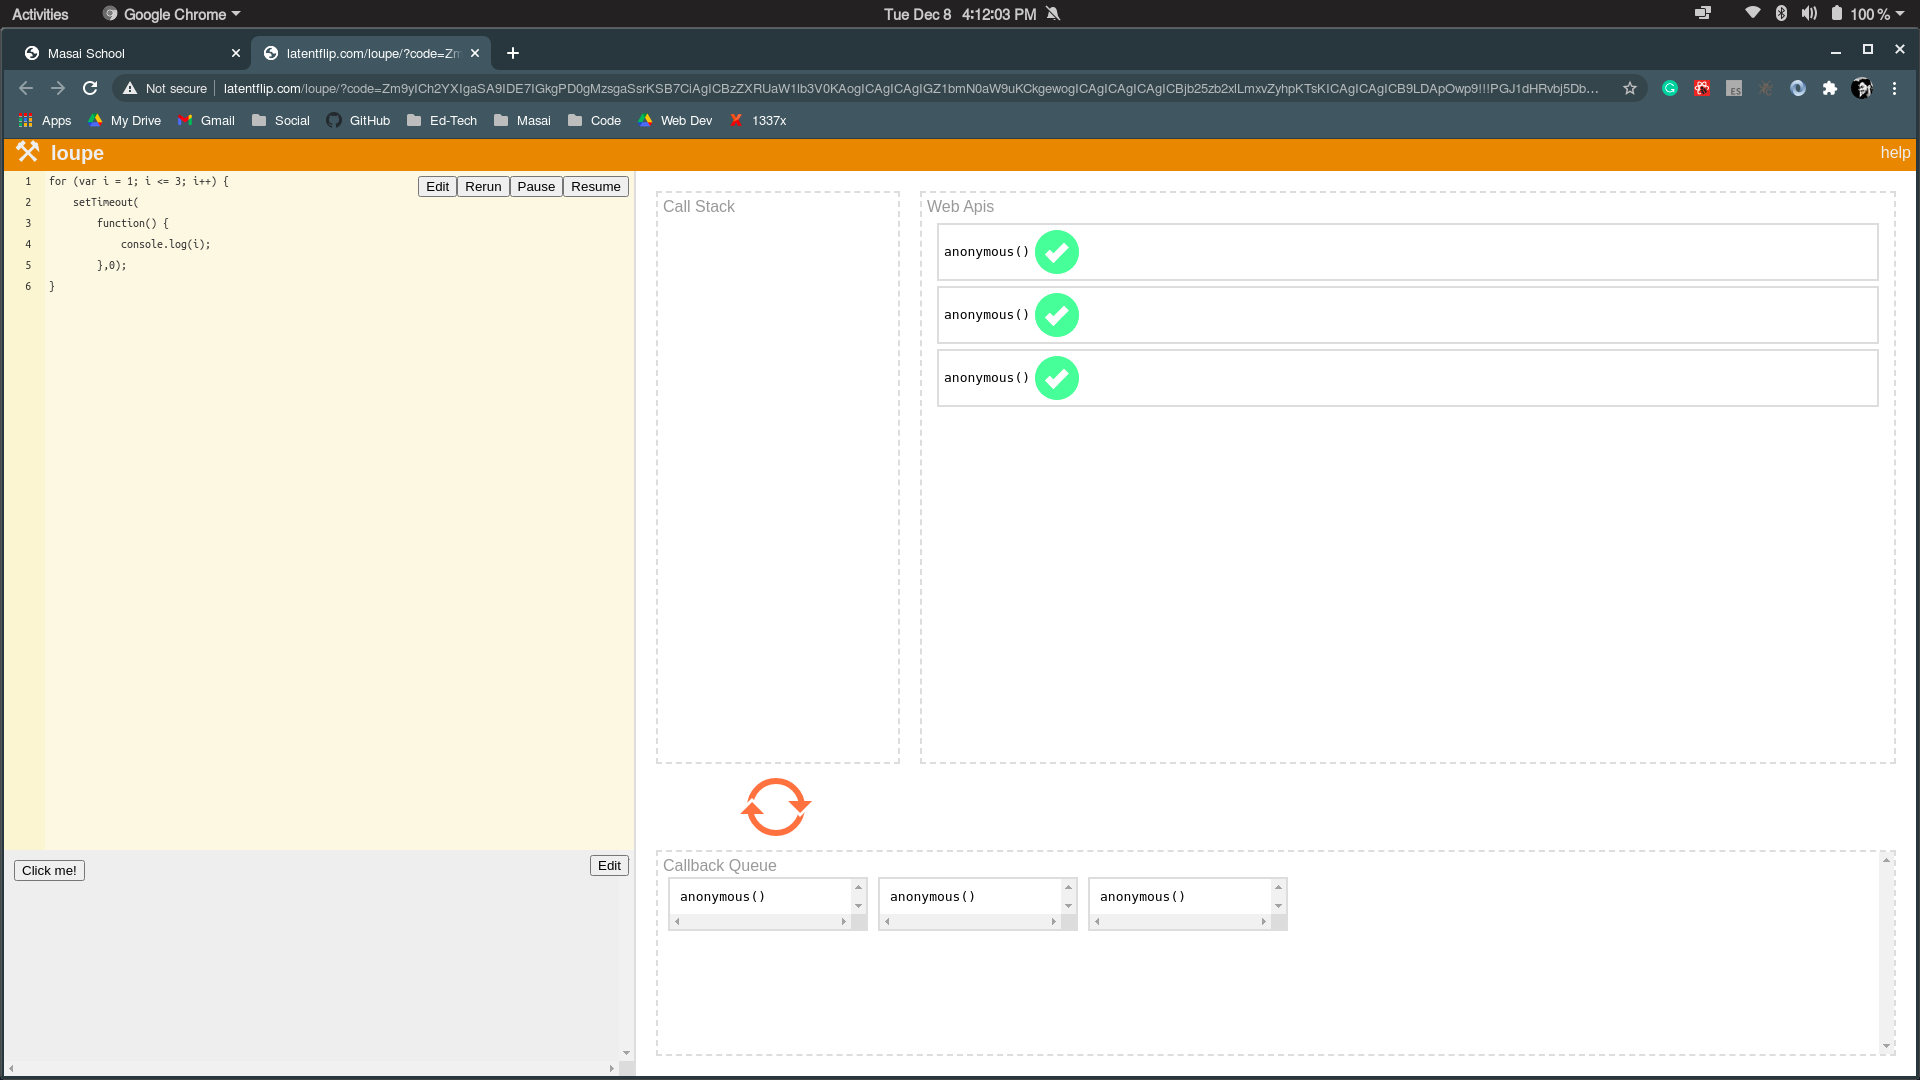 Activities Google Chrome Tue Dec 8 4:12:03 PM 100 %
Masai School latentflip.com/loupe/?code=Zm
Not secure latentflip.com/loupe/?code=Zm9yICh2YXIgaSA9IDE7IGkgPD0gMzsgaSsrKSB7CiAgICBzZXRUaW1lb3V0KAogICAgICAgIGZ1bmN0aW9uKCkgewogICAgICAgICAgICBjb25zb2xlLmxvZyhpKTsKICAgICAgICB9LDApOwp9!!!PGJ1dHRvbj5Db...
Apps My Drive Gmail Social GitHub Ed-Tech Masai Code Web Dev 1337x
loupe help
Edit Rerun Pause Resume
1 for (var i = 1; i <= 3; i++) {
2 setTimeout(
3 function() {
4 console.log(i);
5 },0);
6 }
Call Stack
Web Apis
anonymous()
anonymous()
anonymous()
Click me! Edit
Callback Queue
anonymous() anonymous() anonymous()